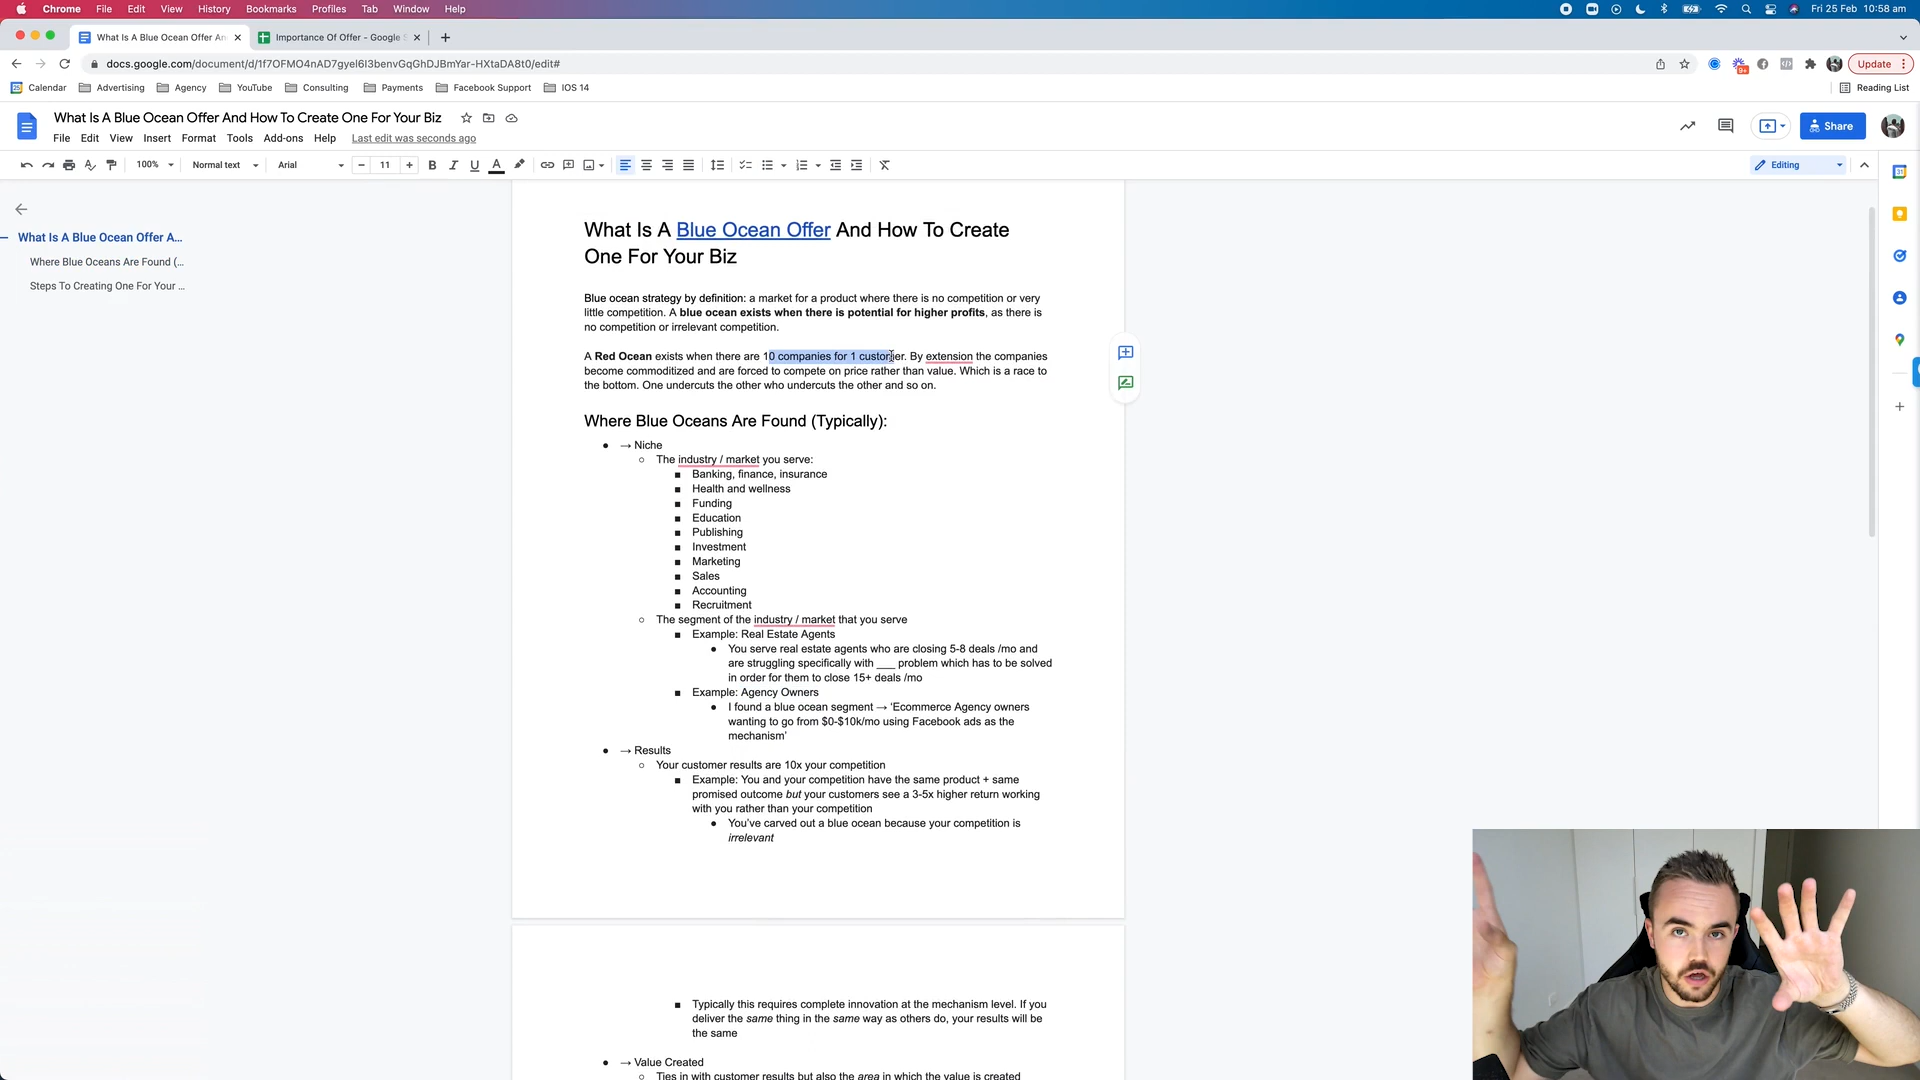 Chrome File Edit View History Bookmarks Profiles Tab Window Help Fri 25 Feb 10:58 am
What Is A Blue Ocean Offer An Importance Of Offer - Google S
docs.google.com/document/d/1f7OFMO4nAD7gyeI6I3benvGqGhDJBmYar-HXtaDA8t0/edit# 9+ Update
Calendar Advertising Agency YouTube Consulting Payments Facebook Support IOS 14 Reading List
What Is A Blue Ocean Offer And How To Create One For Your Biz
File Edit View Insert Format Tools Add-ons Help Last edit was seconds ago Share
100% Normal text Arial 11 B I U A Editing
31
What Is A Blue Ocean Offer A...
Where Blue Oceans Are Found (...
Steps To Creating One For Your ...
What Is A Blue Ocean Offer And How To Create
One For Your Biz
Blue ocean strategy by definition: a market for a product where there is no competition or very
little competition. A blue ocean exists when there is potential for higher profits, as there is
no competition or irrelevant competition.
A Red Ocean exists when there are 10 companies for 1 customer. By extension the companies
become commoditized and are forced to compete on price rather than value. Which is a race to
the bottom. One undercuts the other who undercuts the other and so on.
Where Blue Oceans Are Found (Typically):
● → Niche
○ The industry / market you serve:
■ Banking, finance, insurance
■ Health and wellness
■ Funding
■ Education
■ Publishing
■ Investment
■ Marketing
■ Sales
■ Accounting
■ Recruitment
○ The segment of the industry / market that you serve
■ Example: Real Estate Agents
● You serve real estate agents who are closing 5-8 deals /mo and
are struggling specifically with ___ problem which has to be solved
in order for them to close 15+ deals /mo
■ Example: Agency Owners
● I found a blue ocean segment → ‘Ecommerce Agency owners
wanting to go from $0-$10k/mo using Facebook ads as the
mechanism’
● → Results
○ Your customer results are 10x your competition
■ Example: You and your competition have the same product + same
promised outcome but your customers see a 3-5x higher return working
with you rather than your competition
● You’ve carved out a blue ocean because your competition is
irrelevant
■ Typically this requires complete innovation at the mechanism level. If you
deliver the same thing in the same way as others do, your results will be
the same
● → Value Created
○ Ties in with customer results but also the area in which the value is created